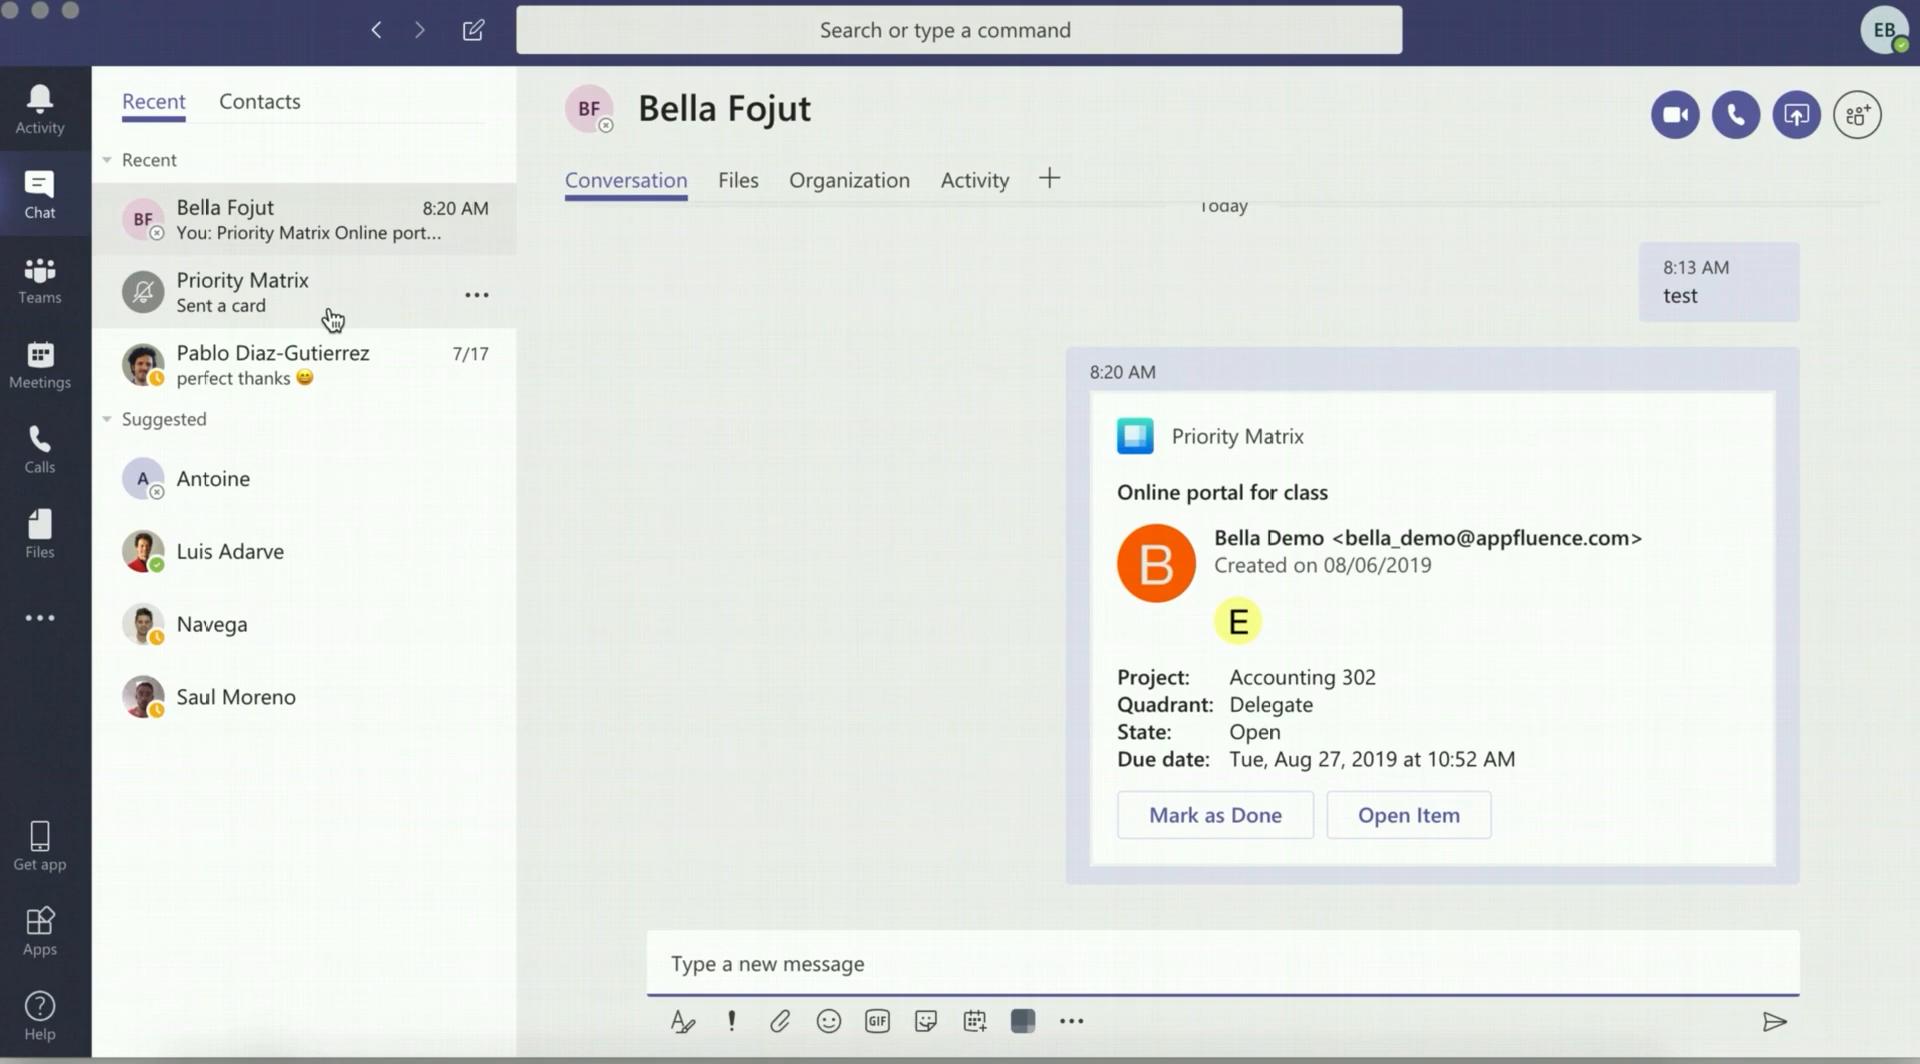 Search or type a command
EB
Activity
Chat
Teams
Meetings
Calls
Files
Get app
Apps
Help
Recent
Contacts
Recent
BF
Bella Fojut
8:20 AM
You: Priority Matrix Online port...
Priority Matrix
Sent a card
Pablo Diaz-Gutierrez
7/17
perfect thanks 😄
Suggested
A
Antoine
Luis Adarve
Navega
Saul Moreno
BF
Bella Fojut
Conversation
Files
Organization
Activity
Today
8:13 AM
test
8:20 AM
Priority Matrix
Online portal for class
B
Bella Demo <bella_demo@appfluence.com>
Created on 08/06/2019
E
Project: Accounting 302
Quadrant: Delegate
State: Open
Due date: Tue, Aug 27, 2019 at 10:52 AM
Mark as Done
Open Item
Type a new message
GIF